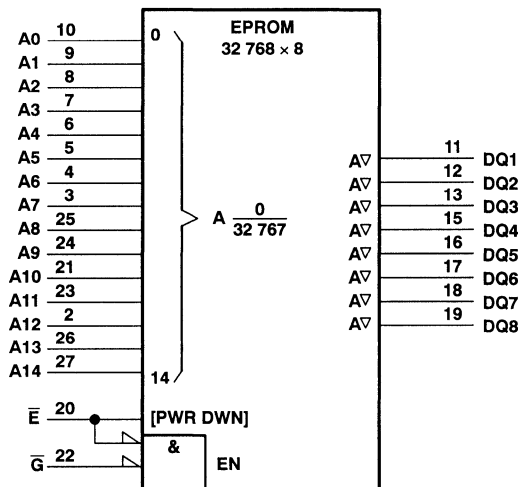 EPROM
32 768 × 8
A0 10 0
A1 9
A2 8
A3 7
A4 6
A5 5
A6 4
A7 3
A8 25
A9 24
A10 21
A11 23
A12 2
A13 26
A14 27 14
A 0
32 767
A▽ 11 DQ1
A▽ 12 DQ2
A▽ 13 DQ3
A▽ 15 DQ4
A▽ 16 DQ5
A▽ 17 DQ6
A▽ 18 DQ7
A▽ 19 DQ8
E̅ 20 [PWR DWN]
&
G̅ 22 EN